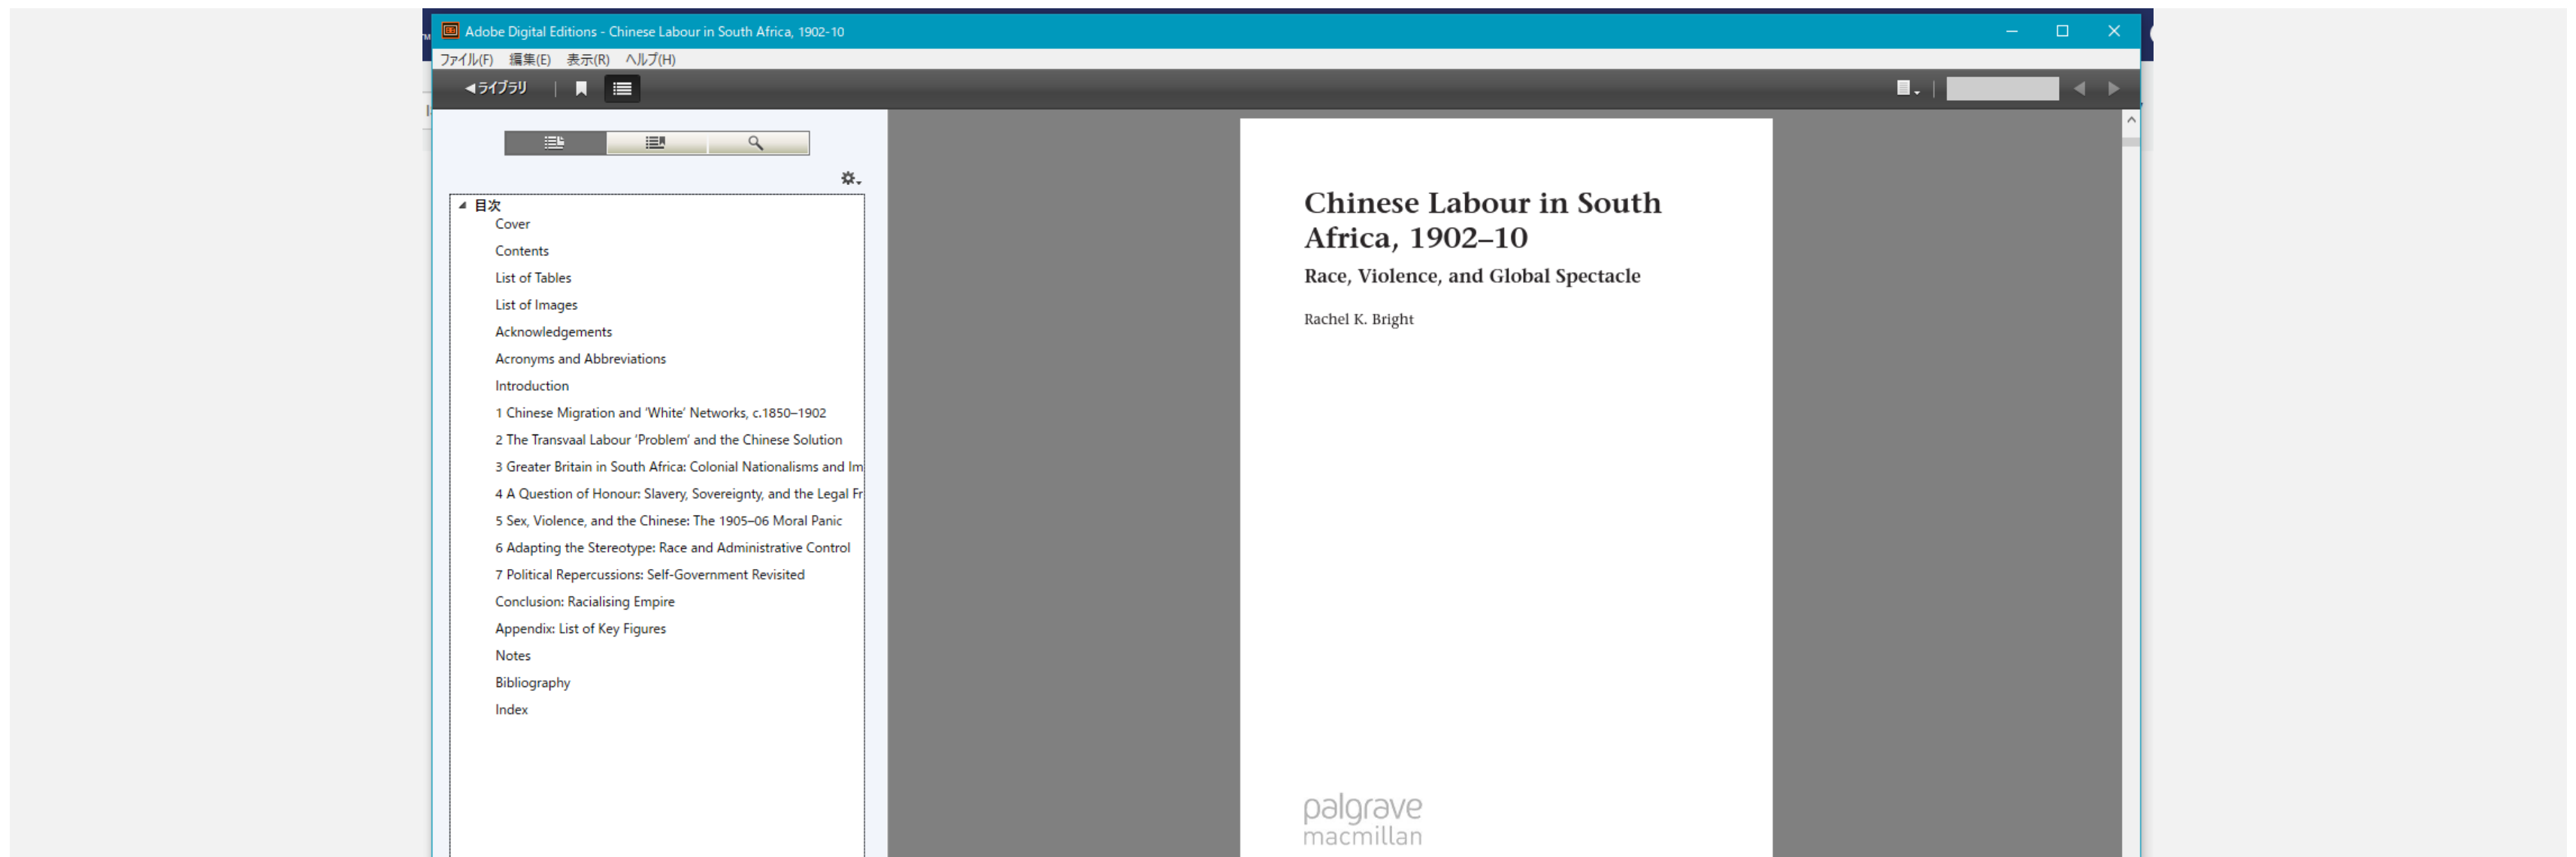 Adobe Digital Editions - Chinese Labour in South Africa, 1902-10
ファイル(F) 編集(E) 表示(R) ヘルプ(H)
◀ライブラリ
目次
Cover
Contents
List of Tables
List of Images
Acknowledgements
Acronyms and Abbreviations
Introduction
1 Chinese Migration and ‘White’ Networks, c.1850–1902
2 The Transvaal Labour ‘Problem’ and the Chinese Solution
3 Greater Britain in South Africa: Colonial Nationalisms and Im
4 A Question of Honour: Slavery, Sovereignty, and the Legal Fr
5 Sex, Violence, and the Chinese: The 1905–06 Moral Panic
6 Adapting the Stereotype: Race and Administrative Control
7 Political Repercussions: Self-Government Revisited
Conclusion: Racialising Empire
Appendix: List of Key Figures
Notes
Bibliography
Index
Chinese Labour in South
Africa, 1902–10
Race, Violence, and Global Spectacle
Rachel K. Bright
palgrave
macmillan